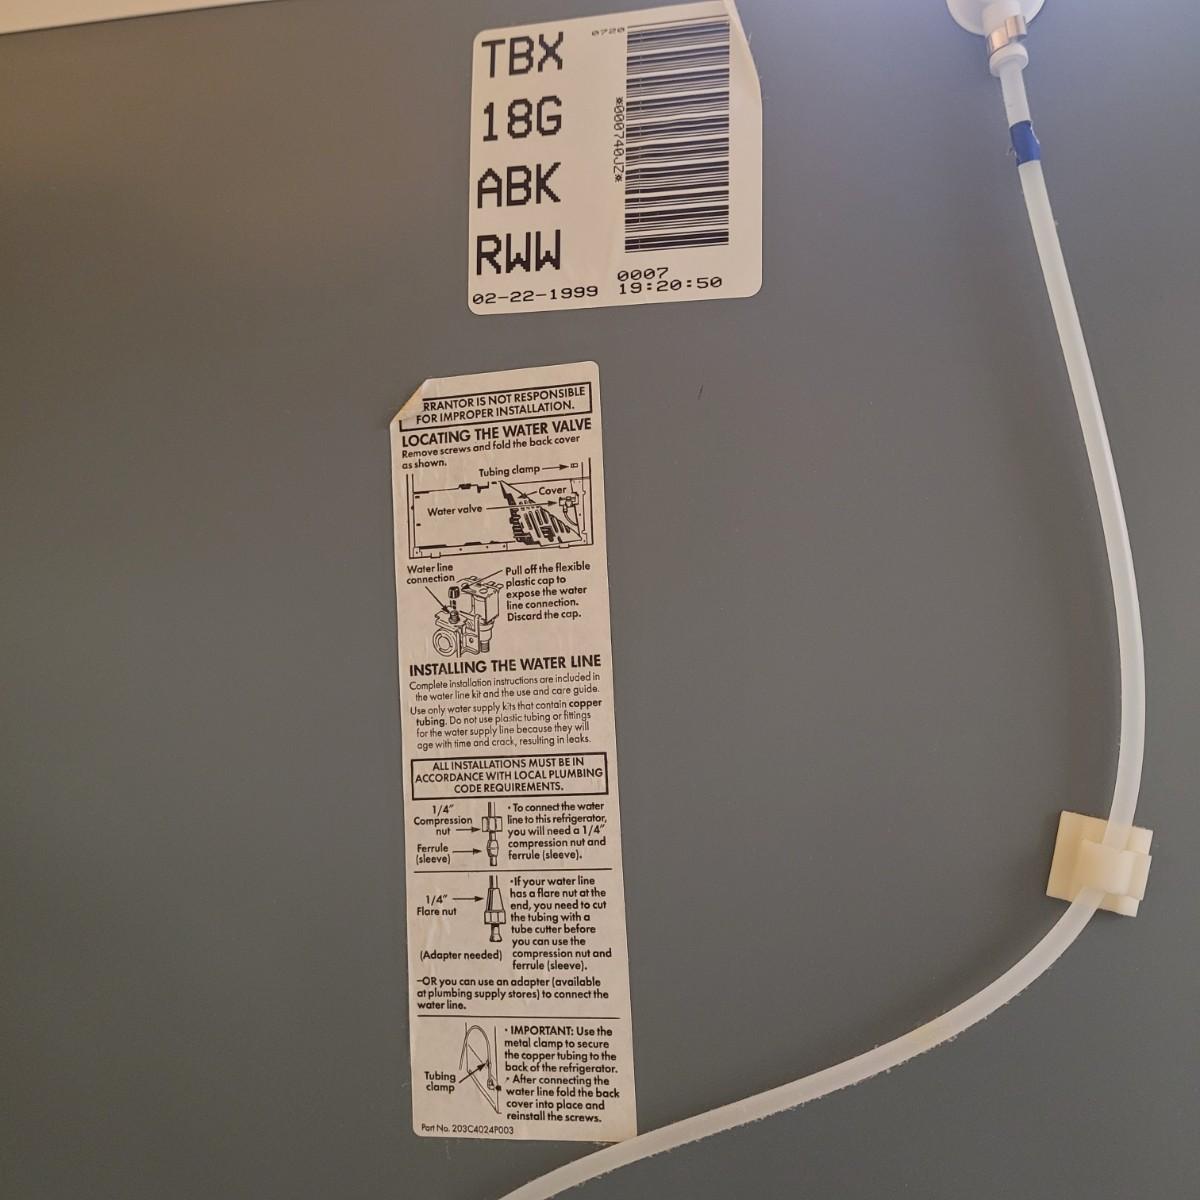 TBX
18G
ABK
RWW
02-22-1999
0720
*000740JZ*
0007
19:20:50
RRANTOR IS NOT RESPONSIBLE
FOR IMPROPER INSTALLATION.
LOCATING THE WATER VALVE
Remove screws and fold the back cover
as shown.
Tubing clamp
Cover
Water valve
Water line
connection
Pull off the flexible
plastic cap to
expose the water
line connection.
Discard the cap.
INSTALLING THE WATER LINE
Complete installation instructions are included in
the water line kit and the use and care guide.
Use only water supply kits that contain copper
tubing. Do not use plastic tubing or fittings
for the water supply line because they will
age with time and crack, resulting in leaks.
ALL INSTALLATIONS MUST BE IN
ACCORDANCE WITH LOCAL PLUMBING
CODE REQUIREMENTS.
1/4"
Compression
nut
Ferrule
(sleeve)
• To connect the water
line to this refrigerator,
you will need a 1/4"
compression nut and
ferrule (sleeve).
1/4"
Flare nut
(Adapter needed)
•If your water line
has a flare nut at the
end, you need to cut
the tubing with a
tube cutter before
you can use the
compression nut and
ferrule (sleeve).
–OR you can use an adapter (available
at plumbing supply stores) to connect the
water line.
Tubing
clamp
• IMPORTANT: Use the
metal clamp to secure
the copper tubing to the
back of the refrigerator.
• After connecting the
water line fold the back
cover into place and
reinstall the screws.
Part No. 203C4024P003